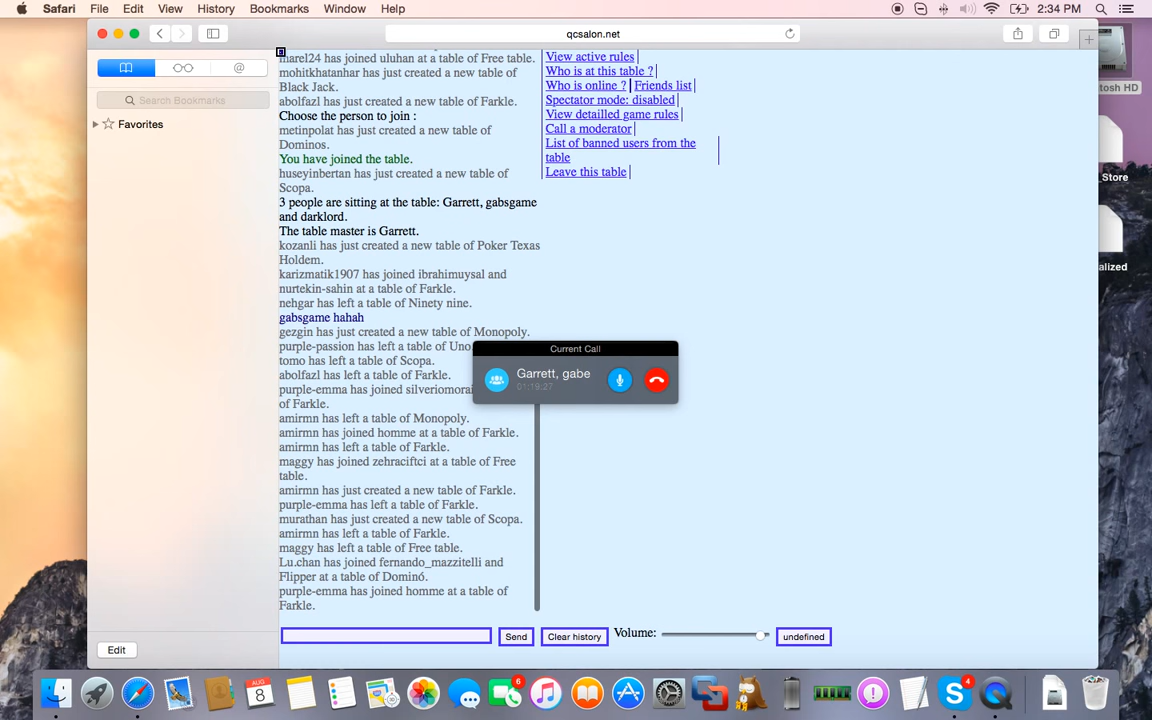 Safari File Edit View History Bookmarks Window Help 2:34 PM
qcsalon.net
tosh HD
@
Search Bookmarks
Favorites
marel24 has joined uluhan at a table of Free table.
mohitkhatanhar has just created a new table of
Black Jack.
abolfazl has just created a new table of Farkle.
Choose the person to join :
metinpolat has just created a new table of
Dominos.
You have joined the table.
huseyinbertan has just created a new table of
Scopa.
3 people are sitting at the table: Garrett, gabsgame
and darklord.
The table master is Garrett.
kozanli has just created a new table of Poker Texas
Holdem.
karizmatik1907 has joined ibrahimuysal and
nurtekin-sahin at a table of Farkle.
nehgar has left a table of Ninety nine.
gabsgame hahah
gezgin has just created a new table of Monopoly.
purple-passion has left a table of Uno
tomo has left a table of Scopa.
abolfazl has left a table of Farkle.
purple-emma has joined silveriomorai
of Farkle.
amirmn has left a table of Monopoly.
amirmn has joined homme at a table of Farkle.
amirmn has left a table of Farkle.
maggy has joined zehraciftci at a table of Free
table.
amirmn has just created a new table of Farkle.
purple-emma has left a table of Farkle.
murathan has just created a new table of Scopa.
amirmn has left a table of Farkle.
maggy has left a table of Free table.
Lu.chan has joined fernando_mazzitelli and
Flipper at a table of Dominó.
purple-emma has joined homme at a table of
Farkle.
View active rules
Who is at this table ?
Who is online ? Friends list
Spectator mode: disabled
View detailled game rules
Call a moderator
List of banned users from the
table
Leave this table
Current Call
Garrett, gabe
01:19:27
_Store
alized
Send Clear history Volume: undefined
Edit
AUG
8
6
4